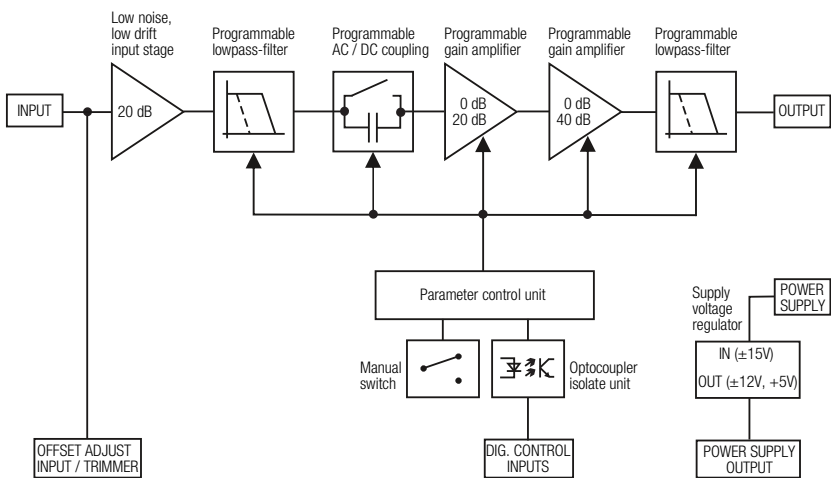 Low noise,
low drift
input stage
Programmable
lowpass-filter
Programmable
AC / DC coupling
Programmable
gain amplifier
Programmable
gain amplifier
Programmable
lowpass-filter
INPUT
20 dB
0 dB
20 dB
0 dB
40 dB
OUTPUT
Parameter control unit
Manual
switch
Optocoupler
isolate unit
Supply
voltage
regulator
POWER
SUPPLY
IN (±15V)
OUT (±12V, +5V)
OFFSET ADJUST
INPUT / TRIMMER
DIG. CONTROL
INPUTS
POWER SUPPLY
OUTPUT